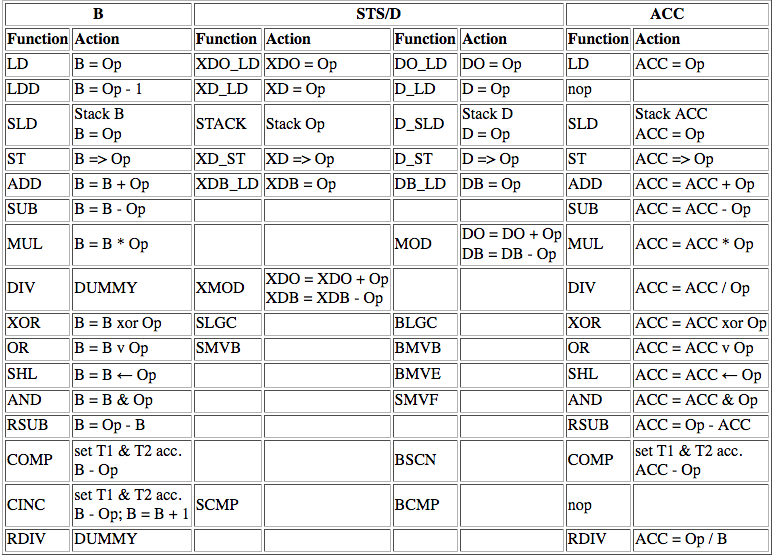 B STS/D ACC
Function Action Function Action Function Action Function Action
LD B = Op XDO_LD XDO = Op DO_LD DO = Op LD ACC = Op
LDD B = Op - 1 XD_LD XD = Op D_LD D = Op nop
SLD Stack B STACK Stack Op D_SLD Stack D SLD Stack ACC
B = Op D = Op ACC = Op
ST B => Op XD_ST XD => Op D_ST D => Op ST ACC => Op
ADD B = B + Op XDB_LD XDB = Op DB_LD DB = Op ADD ACC = ACC + Op
SUB B = B - Op SUB ACC = ACC - Op
MUL B = B * Op MOD DO = DO + Op MUL ACC = ACC * Op
DB = DB - Op
DIV DUMMY XMOD XDO = XDO + Op DIV ACC = ACC / Op
XDB = XDB - Op
XOR B = B xor Op SLGC BLGC XOR ACC = ACC xor Op
OR B = B v Op SMVB BMVB OR ACC = ACC v Op
SHL B = B ← Op BMVE SHL ACC = ACC ← Op
AND B = B & Op SMVF AND ACC = ACC & Op
RSUB B = Op - B RSUB ACC = Op - ACC
COMP set T1 & T2 acc. BSCN COMP set T1 & T2 acc.
B - Op ACC - Op
CINC set T1 & T2 acc. SCMP BCMP nop
B - Op; B = B + 1
RDIV DUMMY RDIV ACC = Op / B